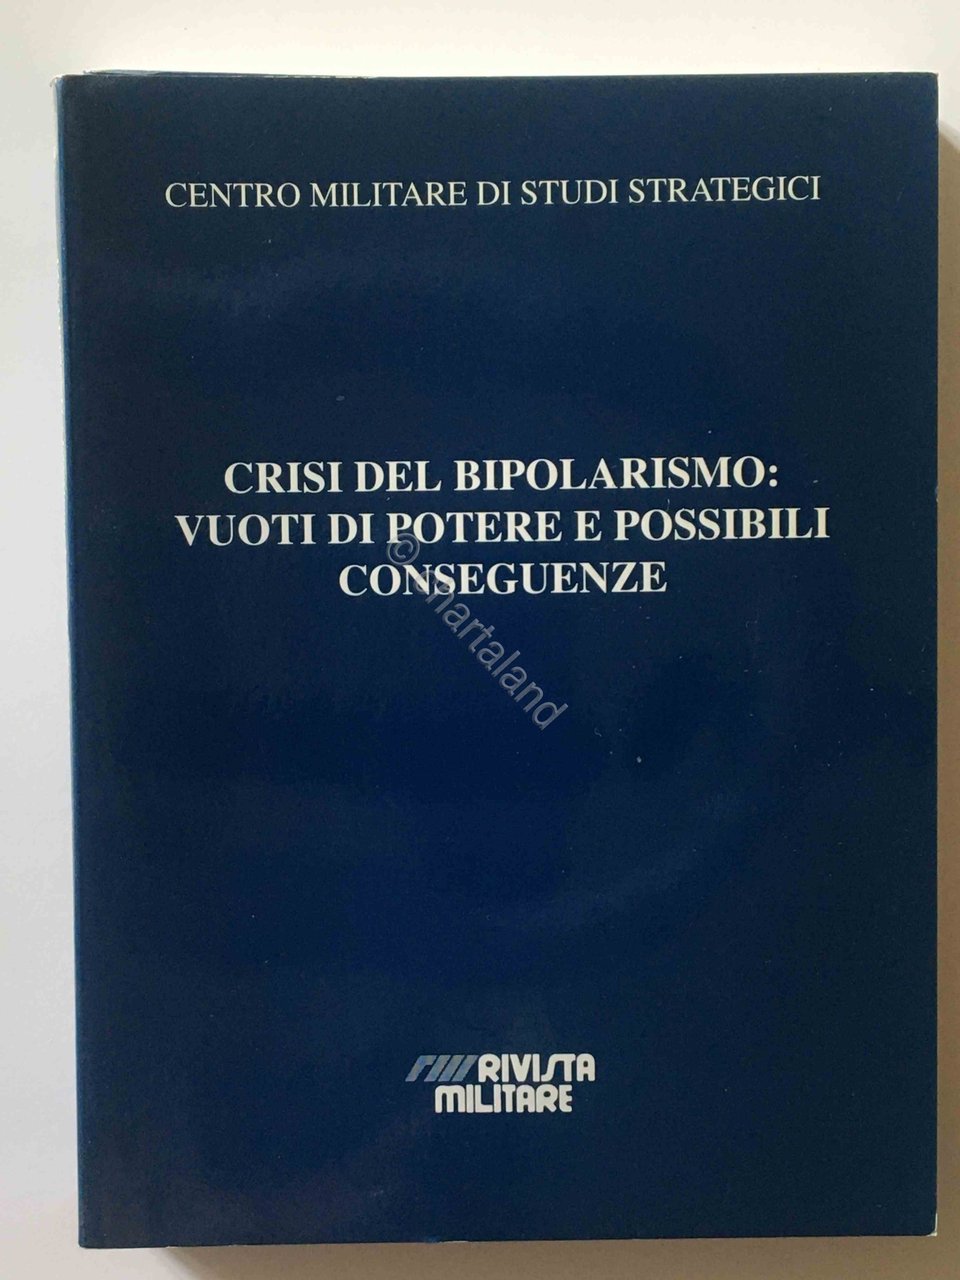 CENTRO MILITARE DI STUDI STRATEGICI
CRISI DEL BIPOLARISMO:
VUOTI DI POTERE E POSSIBILI
CONSEGUENZE
© chartaland
RIVISTA
MILITARE